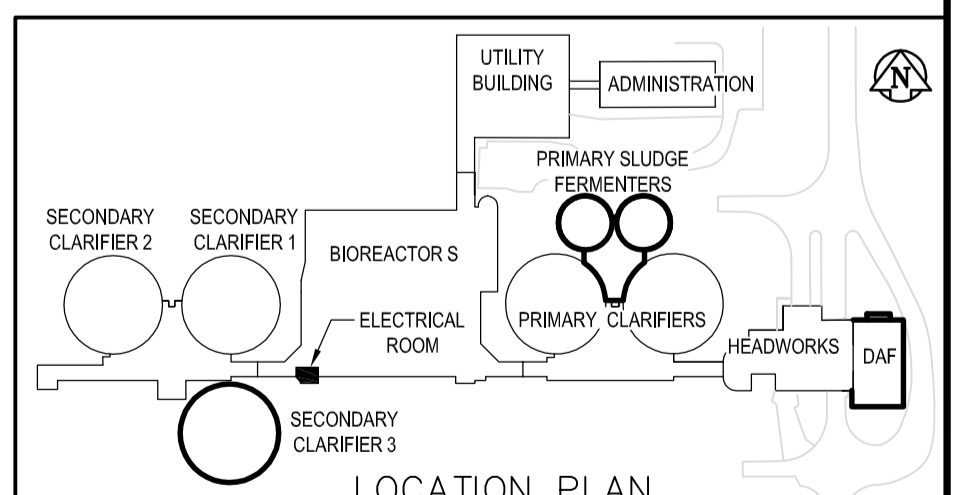 UTILITY
BUILDING
ADMINISTRATION
N
PRIMARY SLUDGE
FERMENTERS
SECONDARY
CLARIFIER 2
SECONDARY
CLARIFIER 1
BIOREACTOR S
ELECTRICAL
ROOM
PRIMARY CLARIFIERS
HEADWORKS
DAF
SECONDARY
CLARIFIER 3
LOCATION PLAN